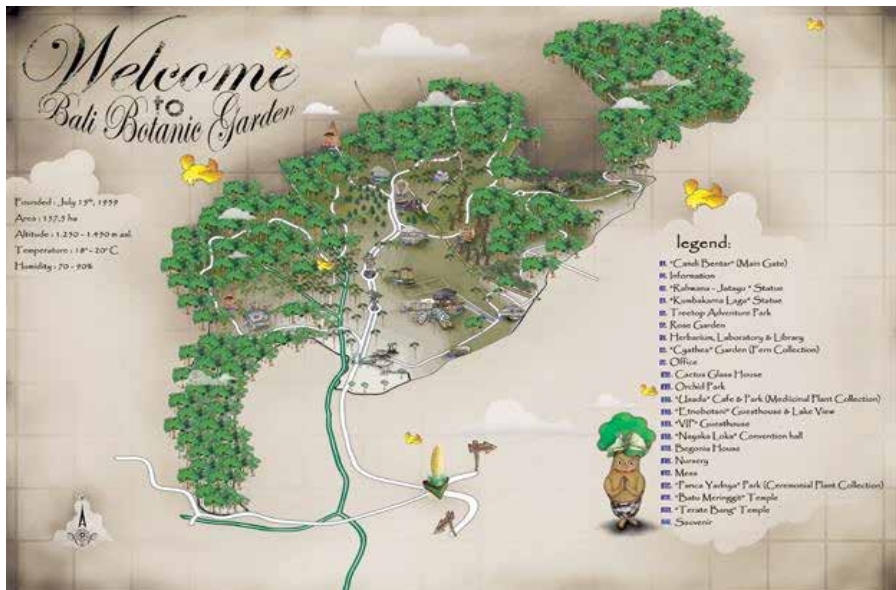 Welcome
to
Bali Botanic Garden
Founded : July 15th, 1959
Area : 157.5 ha
Altitude : 1.250 - 1.450 m asl.
Temperature : 18° - 20° C
Humidity : 70 - 90%
legend:
"Candi Bentar" (Main Gate)
Information
"Rahwana - Jatayu " Statue
"Kumbakarna Laga" Statue
Treetop Adventure Park
Rose Garden
Herbarium, Laboratory & Library
"Cyathea" Garden (Fern Collection)
Office
Cactus Glass House
Orchid Park
"Usada" Cafe & Park (Medicinal Plant Collection)
"Etnobotani" Guesthouse & Lake View
"VIP" Guesthouse
"Nayaka Loka" Convention hall
Begonia House
Nursery
Mess
"Panca Yadnya" Park (Ceremonial Plant Collection)
"Batu Meringgit" Temple
"Terate Bang" Temple
Souvenir